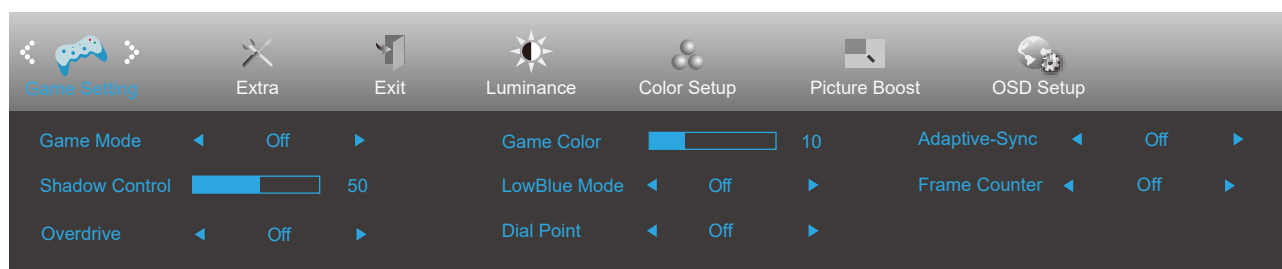 Game Setting Extra Exit Luminance Color Setup Picture Boost OSD Setup
Game Mode Off Game Color 10 Adaptive-Sync Off
Shadow Control 50 LowBlue Mode Off Frame Counter Off
Overdrive Off Dial Point Off